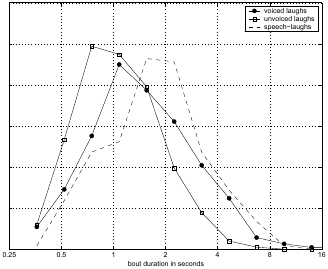 voiced laughs
unvoiced laughs
speech-laughs
0.25 0.5 1 2 4 8 16
bout duration in seconds